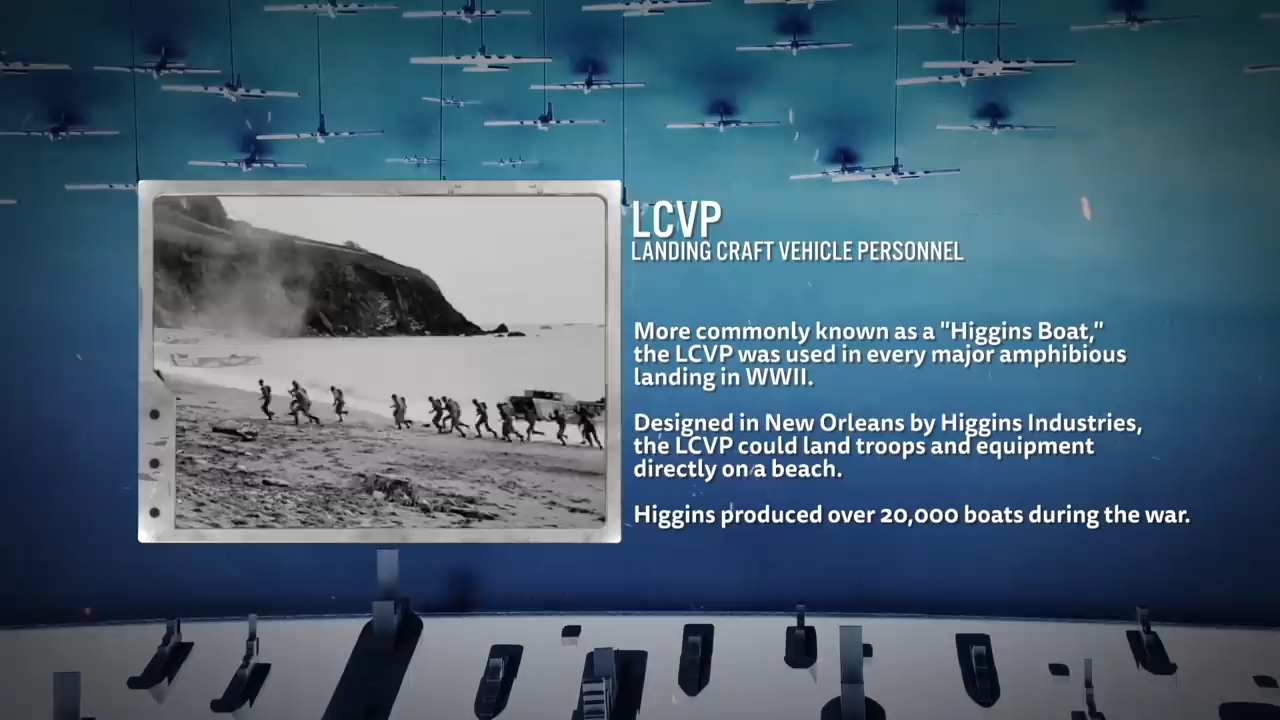 LCVP
LANDING CRAFT VEHICLE PERSONNEL
More commonly known as a "Higgins Boat,"
the LCVP was used in every major amphibious
landing in WWII.
Designed in New Orleans by Higgins Industries,
the LCVP could land troops and equipment
directly on a beach.
Higgins produced over 20,000 boats during the war.